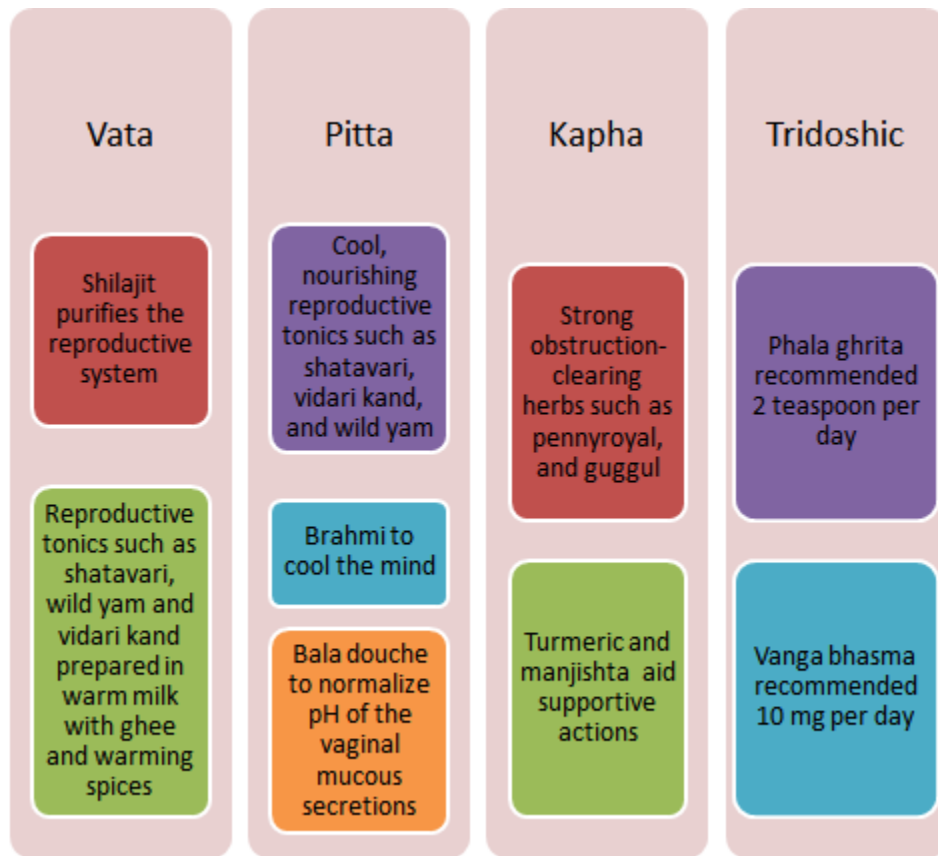 Vata
Shilajit
purifies the
reproductive
system
Reproductive
tonics such as
shatavari,
wild yam and
vidari kand
prepared in
warm milk
with ghee
and warming
spices
Pitta
Cool,
nourishing
reproductive
tonics such as
shatavari,
vidari kand,
and wild yam
Brahmi to
cool the mind
Bala douche
to normalize
pH of the
vaginal
mucous
secretions
Kapha
Strong
obstruction-
clearing
herbs such as
pennyroyal,
and guggul
Turmeric and
manjishta aid
supportive
actions
Tridoshic
Phala ghrita
recommended
2 teaspoon per
day
Vanga bhasma
recommended
10 mg per day